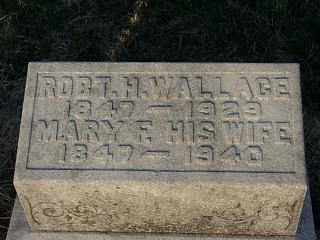 ROBT. H. WALLACE
1847 — 1929
MARY F. HIS WIFE
1847 — 1940